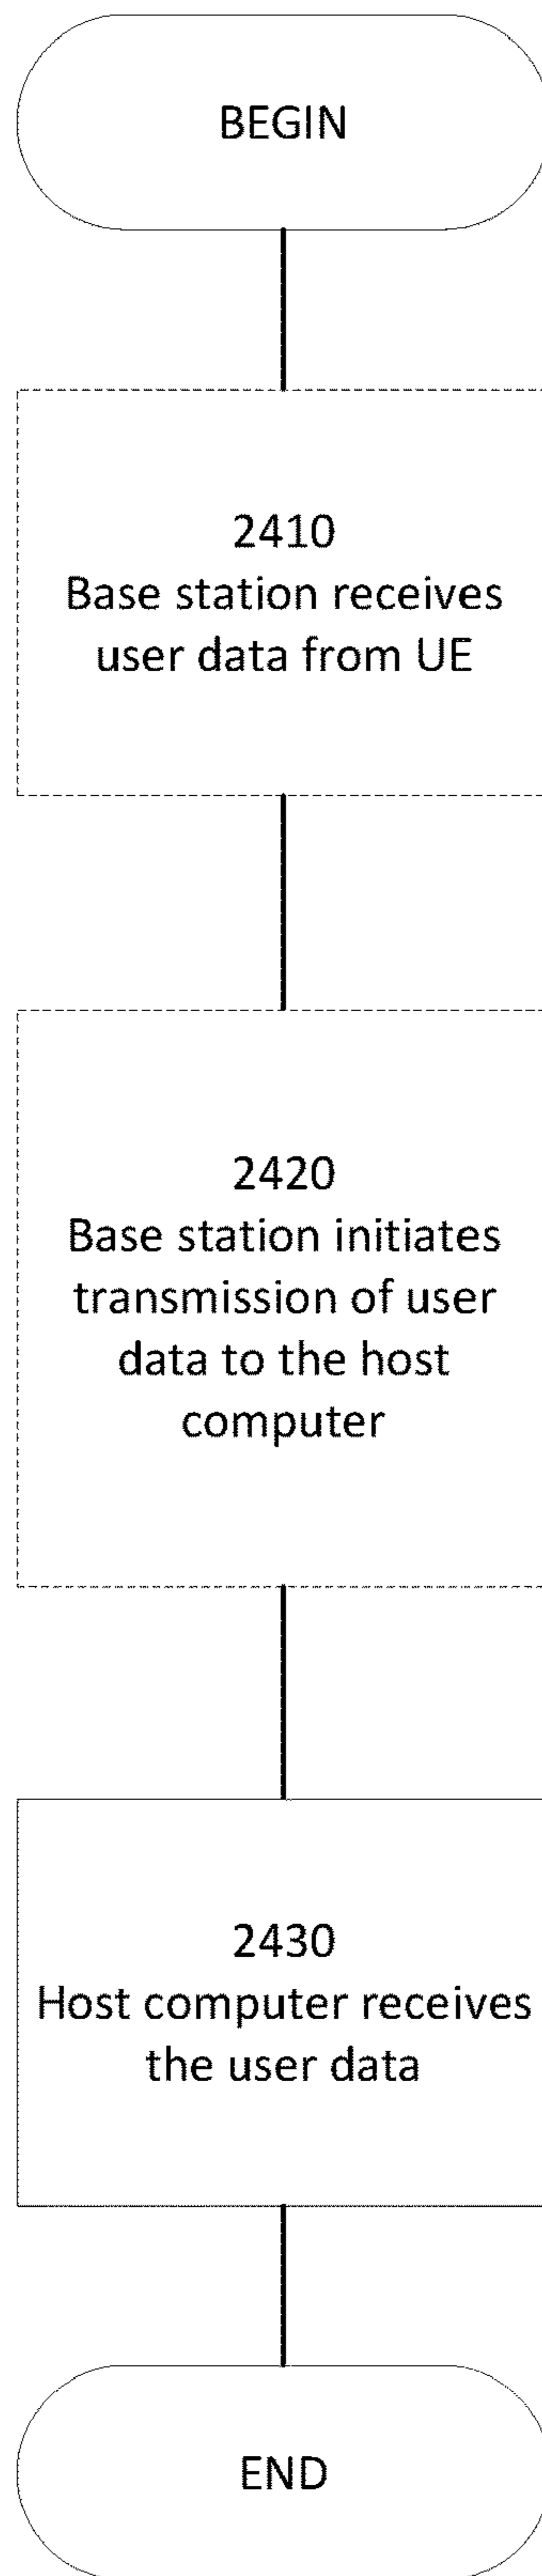 BEGIN
2410
Base station receives
user data from UE
2420
Base station initiates
transmission of user
data to the host
computer
2430
Host computer receives
the user data
END